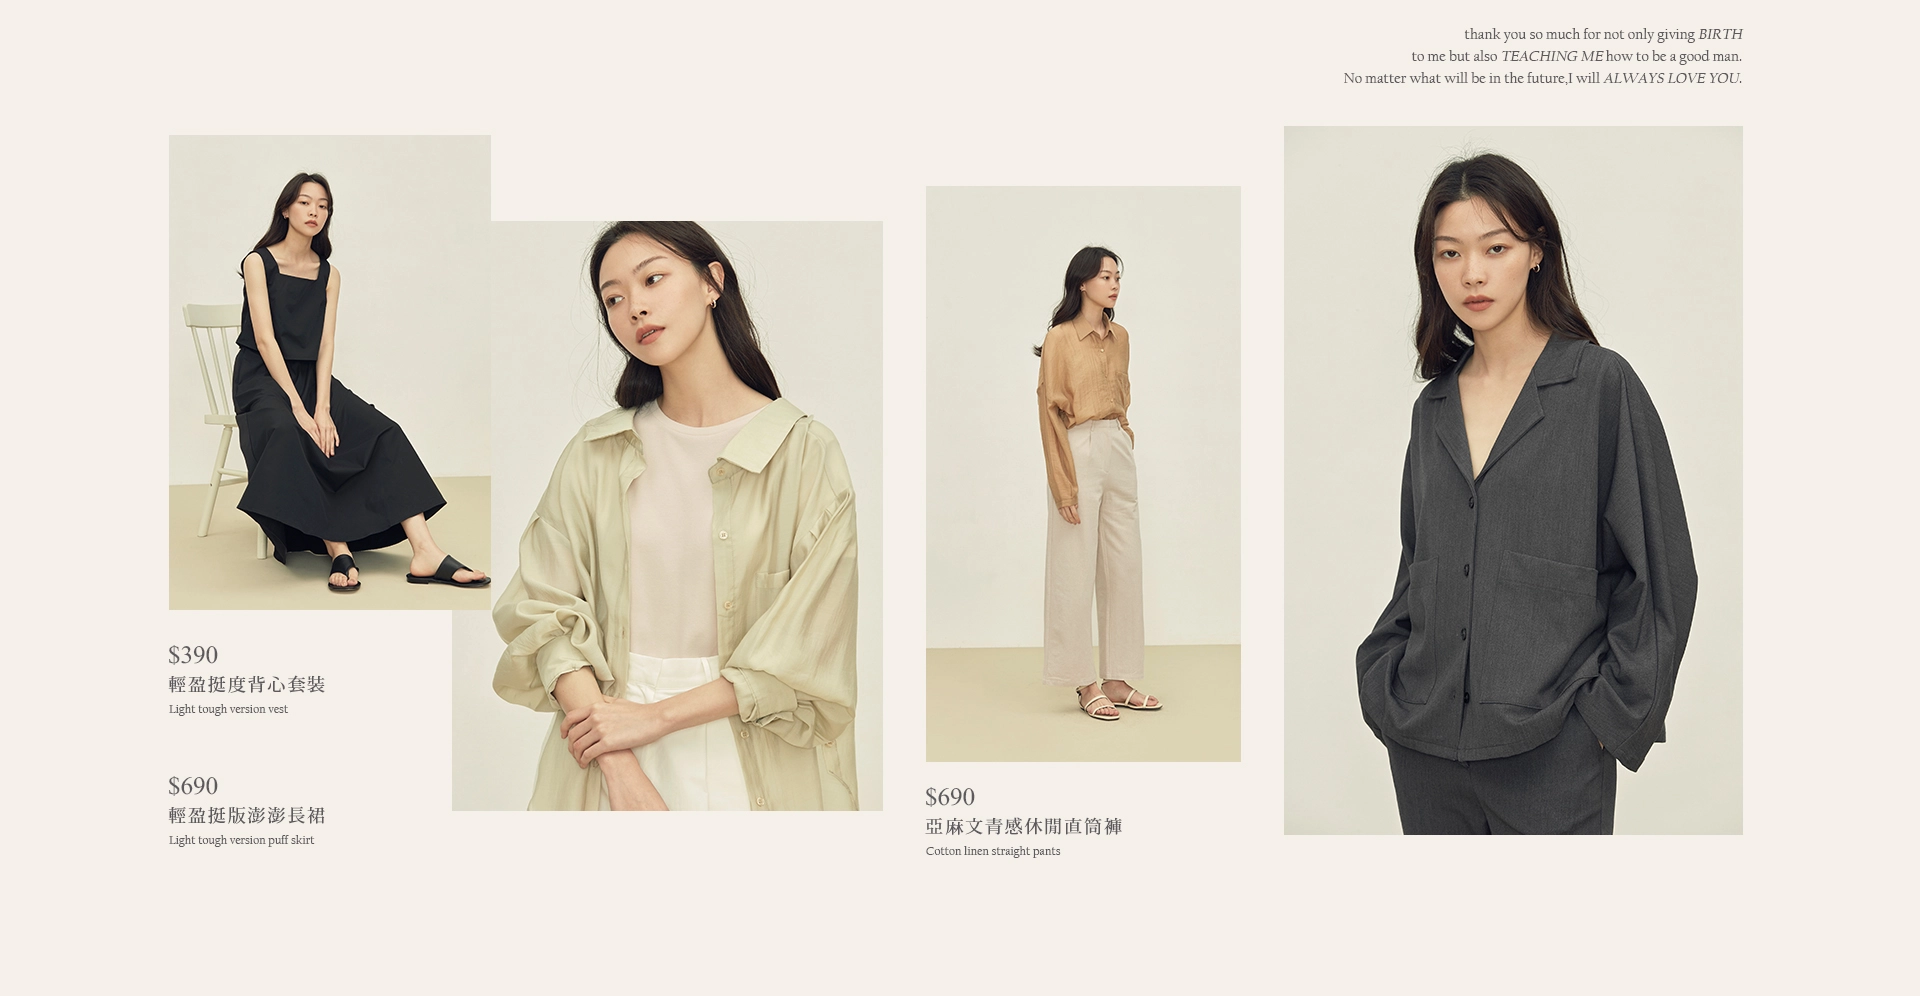 thank you so much for not only giving BIRTH
to me but also TEACHING ME how to be a good man.
No matter what will be in the future,I will ALWAYS LOVE YOU.
$390
輕盈挺度背心套裝
Light tough version vest
$690
輕盈挺版澎澎長裙
Light tough version puff skirt
$690
亞麻文青感休閒直筒褲
Cotton linen straight pants